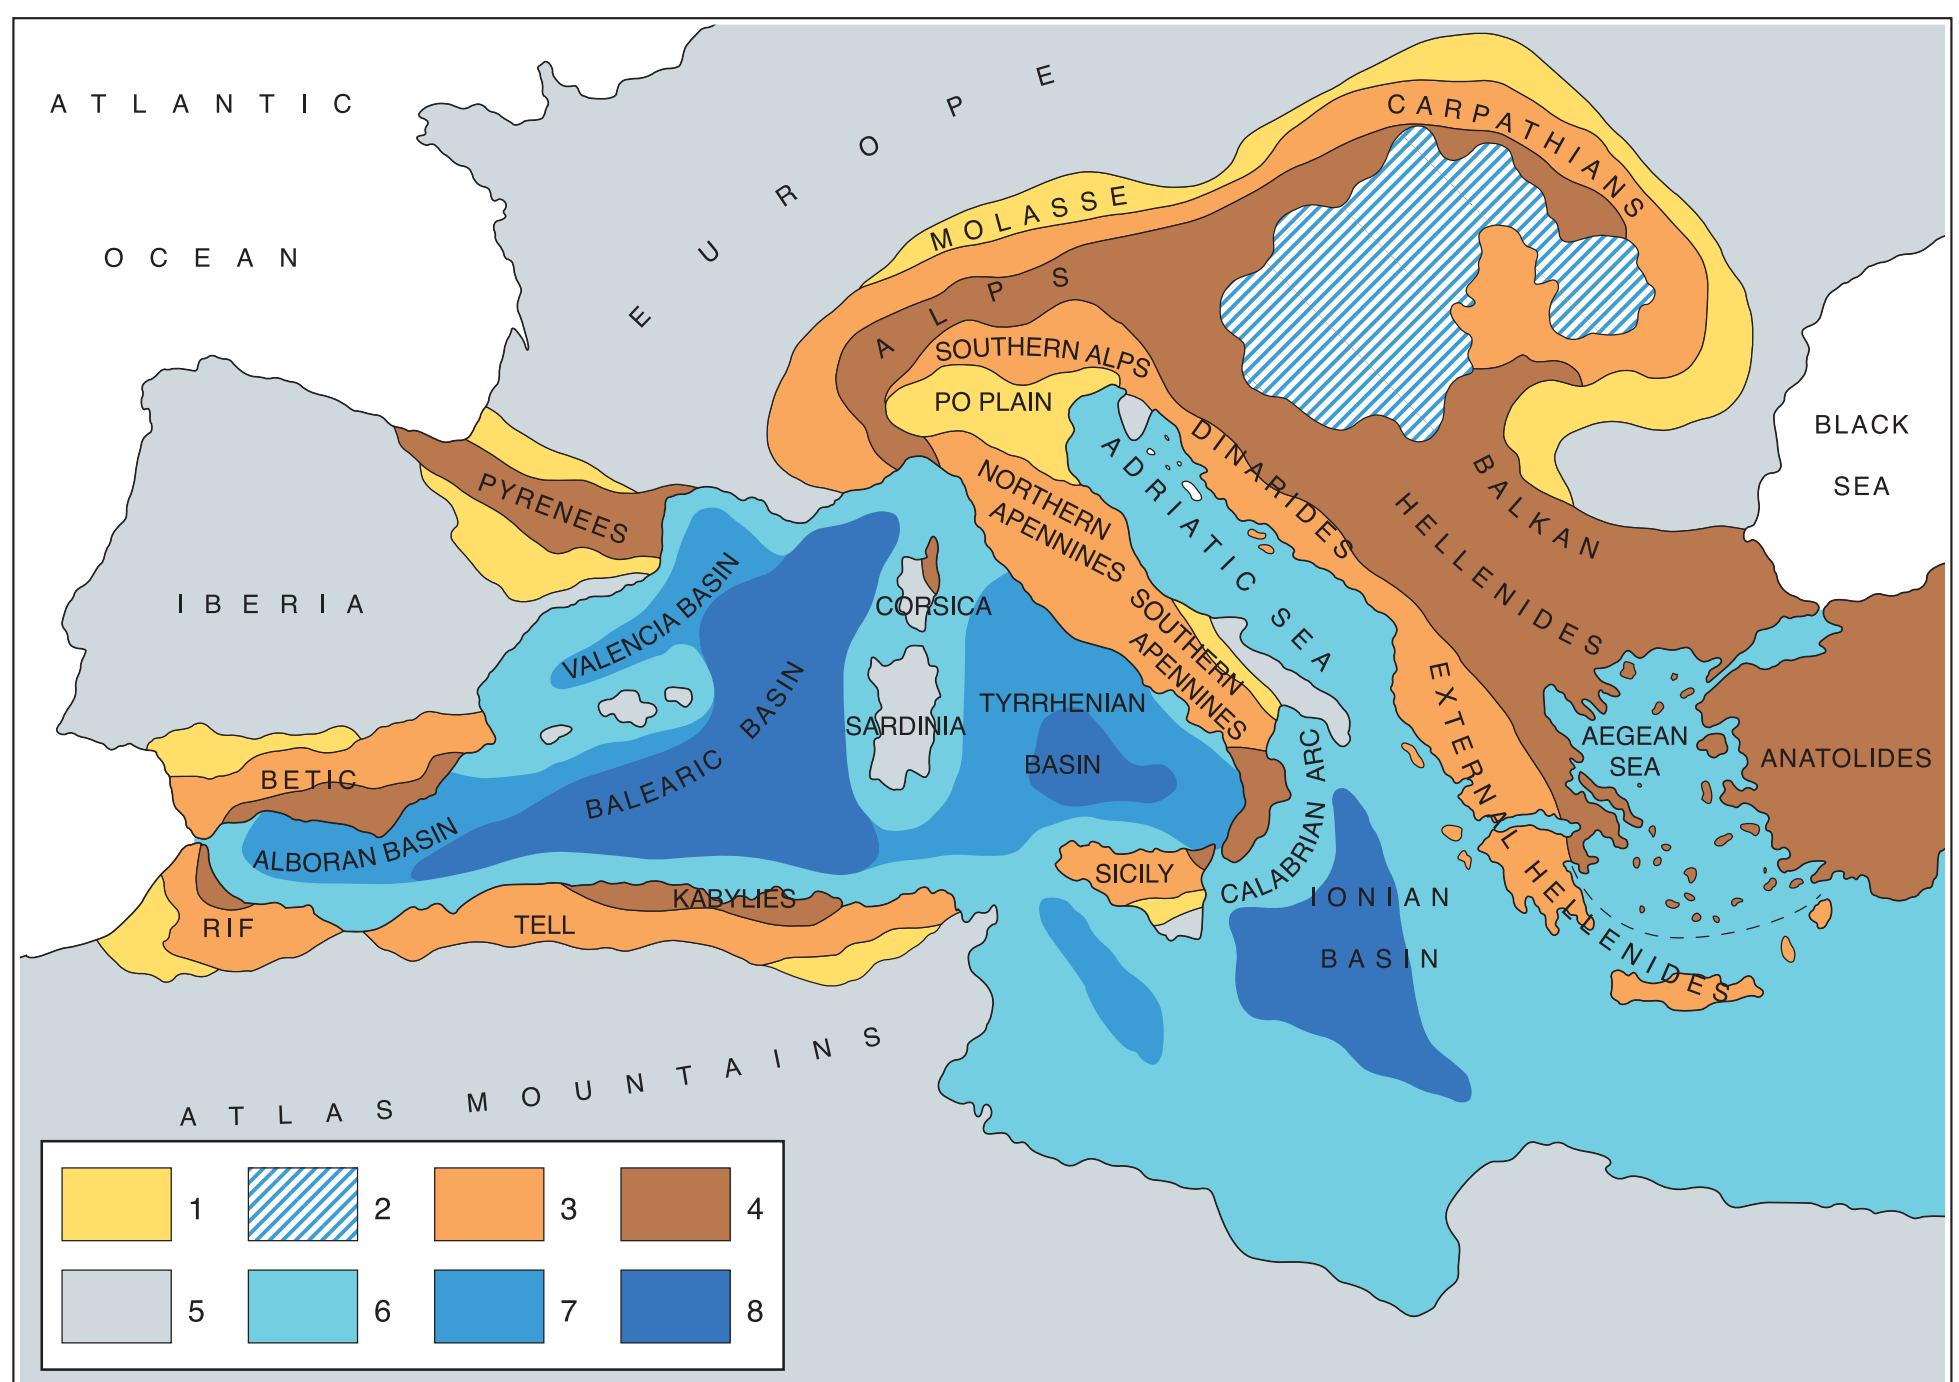 ATLANTIC
OCEAN
EUROPE
CARPATHIANS
MOLASSE
ALPS
SOUTHERN ALPS
PO PLAIN
BLACK
SEA
ADRIATIC SEA
DINARIDES
BALKAN
HELLENIDES
PYRENEES
NORTHERN
APENNINES
IBERIA
VALENCIA BASIN
CORSICA
SOUTHERN
APENNINES
EXTERNAL HELLENIDES
BALEARIC BASIN
SARDINIA
TYRRHENIAN
BASIN
AEGEAN
SEA
ANATOLIDES
BETIC
ALBORAN BASIN
CALABRIAN ARC
SICILY
IONIAN
BASIN
KABYLIES
RIF
TELL
ATLAS MOUNTAINS
1
2
3
4
5
6
7
8